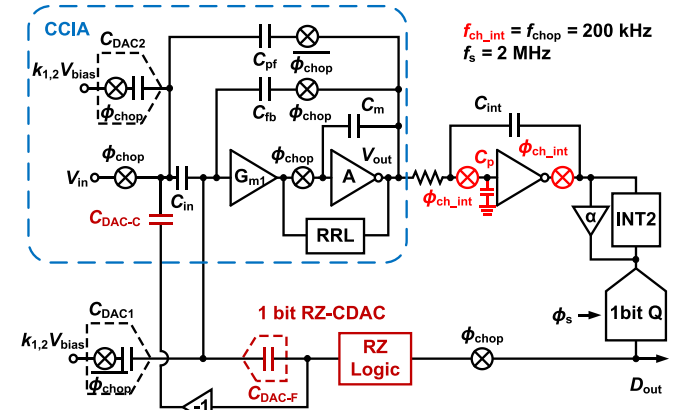 CCIA
C_DAC2
k_1,2V_bias
ϕ_chop
C_pf
ϕ_chop
f_ch_int = f_chop = 200 kHz
f_s = 2 MHz
C_fb
ϕ_chop
C_m
C_int
ϕ_chop
V_in
C_in
G_m1
ϕ_chop
A
V_out
C_p
ϕ_ch_int
ϕ_ch_int
C_DAC-C
RRL
α
INT2
C_DAC1
1 bit RZ-CDAC
ϕ_s
1bit Q
k_1,2V_bias
ϕ_chop
C_DAC-F
RZ
Logic
ϕ_chop
D_out
-1